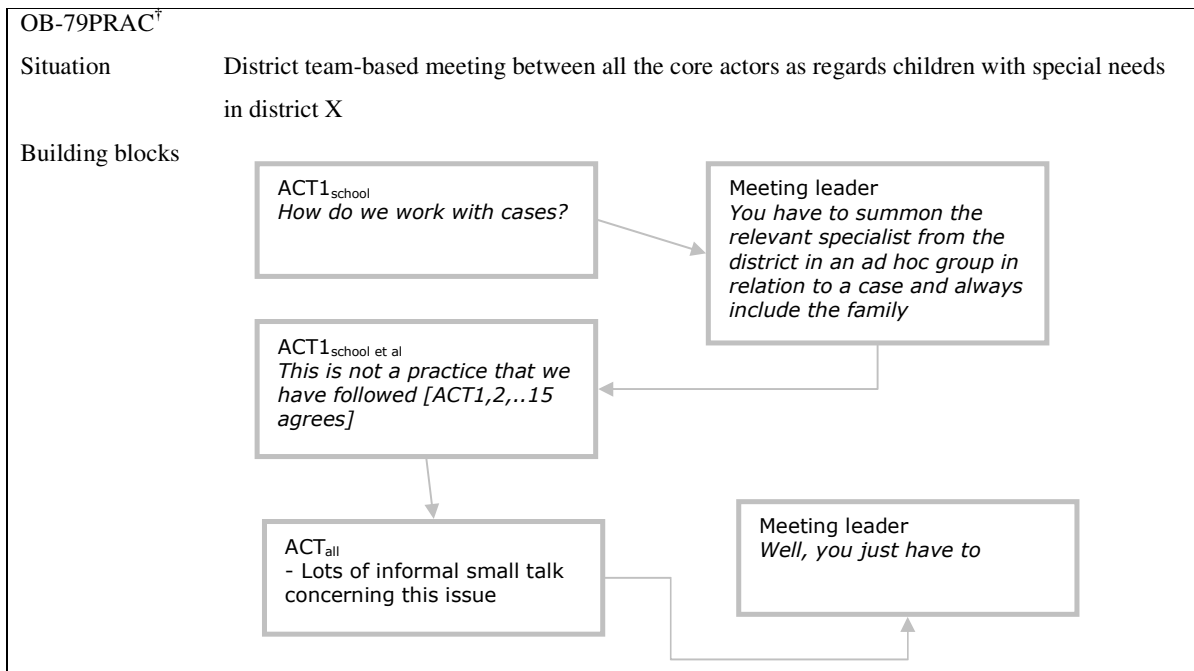 OB-79PRAC†
Situation District team-based meeting between all the core actors as regards children with special needs
in district X
Building blocks
ACT1school
How do we work with cases?
Meeting leader
You have to summon the
relevant specialist from the
district in an ad hoc group in
relation to a case and always
include the family
ACT1school et al
This is not a practice that we
have followed [ACT1,2,..15
agrees]
ACTall
- Lots of informal small talk
concerning this issue
Meeting leader
Well, you just have to